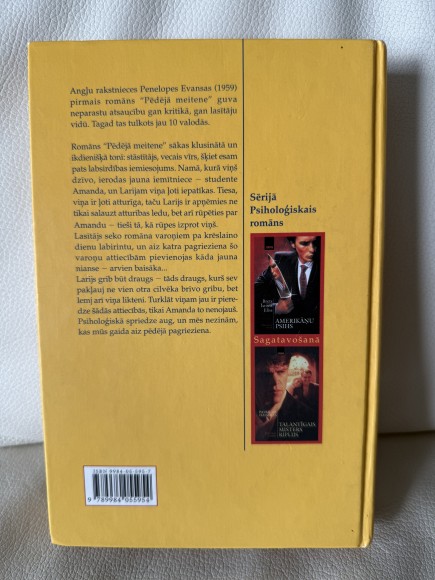 Angļu rakstnieces Penelopes Evansas (1959)
pirmais romāns "Pēdējā meitene" guva
neparastu atsaucību gan kritikā, gan lasītāju
vidū. Tagad tas tulkots jau 10 valodās.
Romāns "Pēdējā meitene" sākas klusinātā un
ikdienišķā toni: stāstītājs, vecais vīrs, šķiet esam
pats labsirdības iemiesojums. Namā, kurā viņš
dzīvo, ierodas jauna iemītniece — studente
Amanda, un Larijam viņa ļoti iepatikas. Tiesa,
viņa ir ļoti atturīga, taču Larijs ir apņēmies ne
tikai salauzt atturības ledu, bet arī rūpēties par
Amandu — tieši tā, kā rūpes izprot viņš.
Lasītājs seko romāna varoņiem pa krēslaino
dienu labirintu, un aiz katra pagrieziena šo
varoņu attiecībām pievienojas kāda jauna
nianse — arvien baisāka...
Larijs grib būt draugs — tāds draugs, kurš sev
pakļauj ne vien otra cilvēka brīvo gribu, bet
lemj arī viņa likteni. Turklāt viņam jau ir piere-
dze šādās attiecībās, tikai Amanda to nenojauš.
Psiholoģiskā spriedze aug, un mēs nezinām,
kas mūs gaida aiz pēdējā pagrieziena.
Sērijā
Psiholoģiskais
romāns
AMERIKĀŅU
PSIHS
Sagatavošanā
TALANTĪGAIS
MISTERS
RIPLIJS
ISBN 9984-05-595-7
9 789984 055954